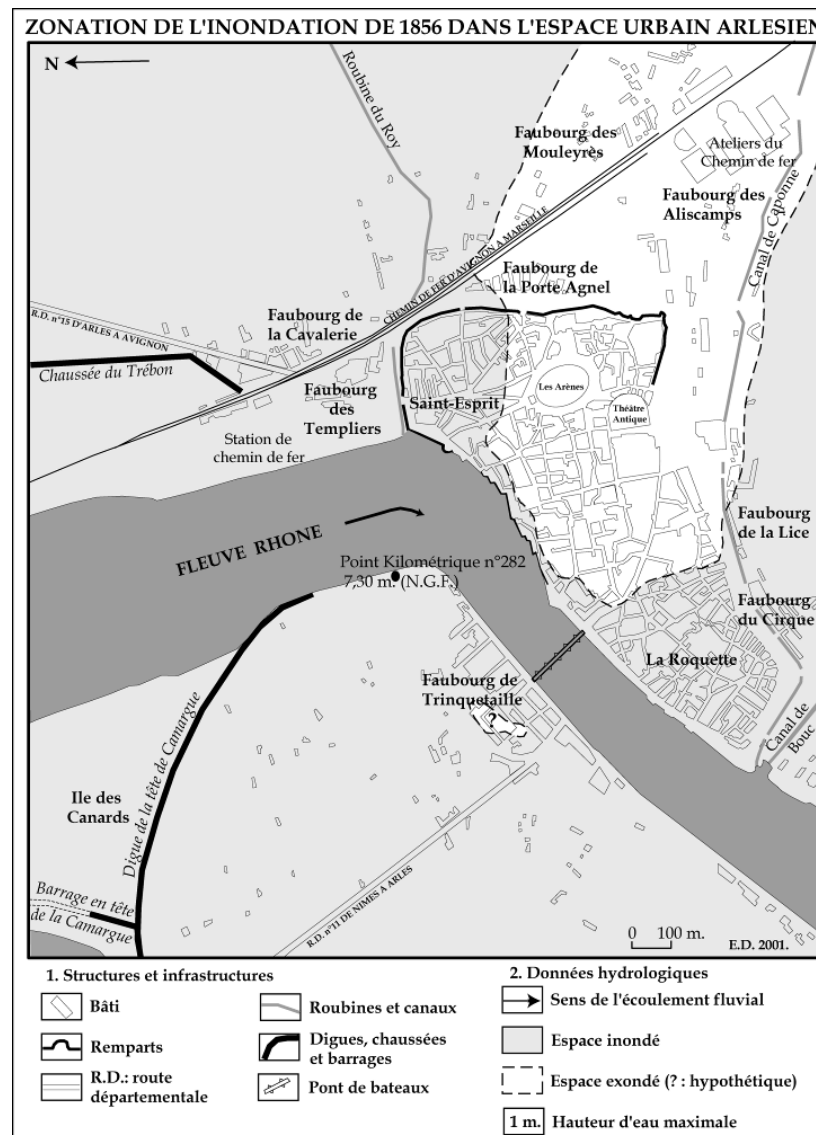 ZONATION DE L'INONDATION DE 1856 DANS L'ESPACE URBAIN ARLESIEN
N
Roubine du Roy
Faubourg des
Mouleyrès
Ateliers du
Chemin de fer
Faubourg des
Aliscamps
Canal de Caponne
CHEMIN DE FER D'AVIGNON A MARSEILLE
Faubourg de
la Porte Agnel
R.D. n°15 D'ARLES A AVIGNON
Faubourg de
la Cavalerie
Chaussée du Trébon
Les Arènes
Faubourg
des
Templiers
Saint-Esprit
Théâtre
Antique
Station de
chemin de fer
Faubourg
de la Lice
FLEUVE RHONE
Point Kilométrique n°282
7,30 m. (N.G.F.)
Faubourg
du Cirque
La Roquette
Faubourg de
Trinquetaille
?
Canal de
Bouc
Digue de la tête de Camargue
Ile des
Canards
Barrage en tête
de la Camargue
R.D. n°11 DE NIMES A ARLES
0 100 m.
E.D. 2001.
1. Structures et infrastructures
Bâti
Remparts
R.D.: route
départementale
Roubines et canaux
Digues, chaussées
et barrages
Pont de bateaux
2. Données hydrologiques
Sens de l'écoulement fluvial
Espace inondé
Espace exondé (? : hypothétique)
1 m. Hauteur d'eau maximale